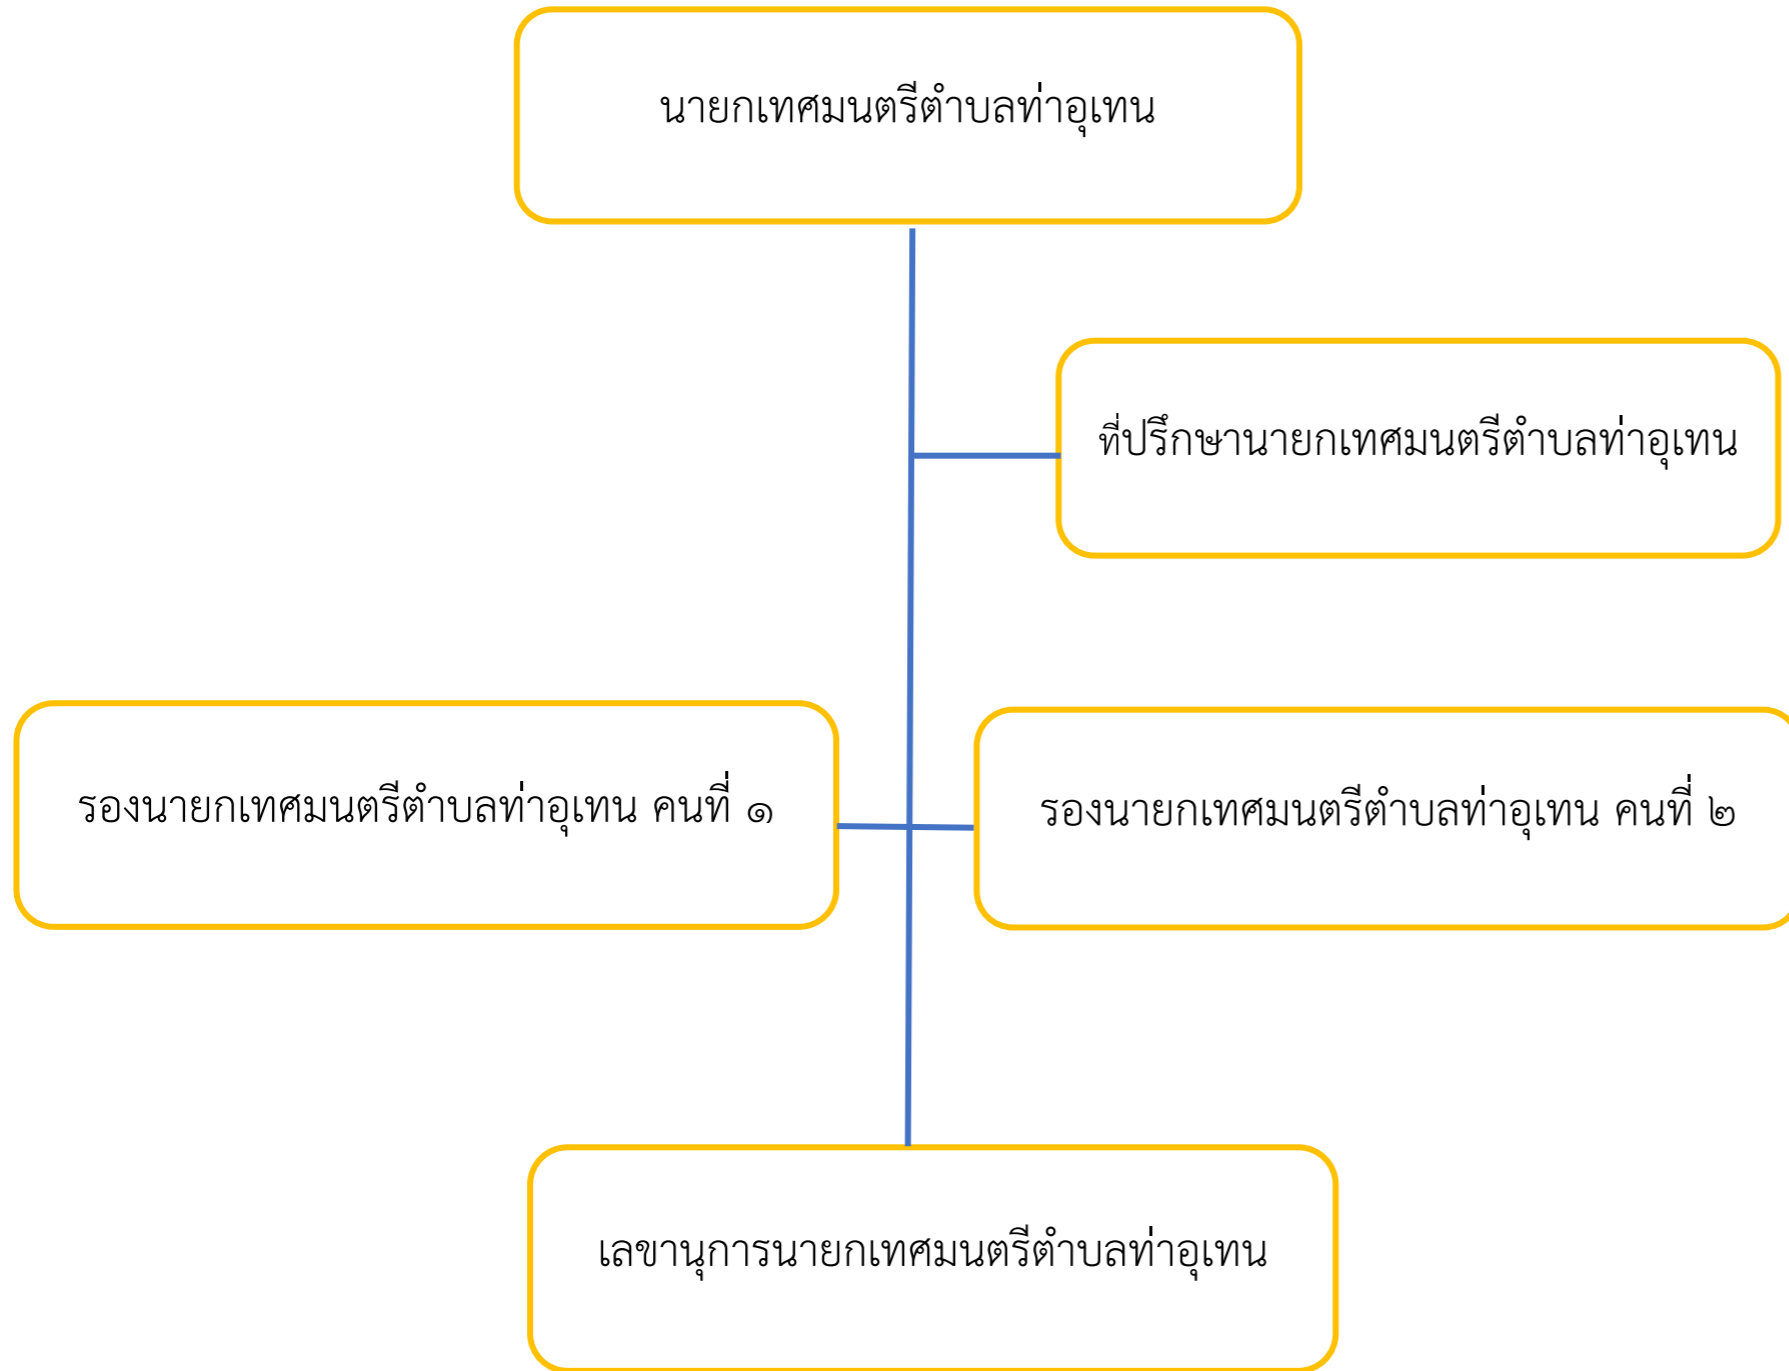 นายกเทศมนตรีตำบลท่าอุเทน
ที่ปรึกษานายกเทศมนตรีตำบลท่าอุเทน
รองนายกเทศมนตรีตำบลท่าอุเทน คนที่ ๑
รองนายกเทศมนตรีตำบลท่าอุเทน คนที่ ๒
เลขานุการนายกเทศมนตรีตำบลท่าอุเทน